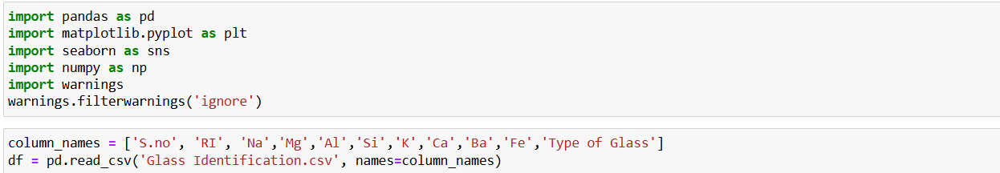 import pandas as pd
import matplotlib.pyplot as plt
import seaborn as sns
import numpy as np
import warnings
warnings.filterwarnings('ignore')
column_names = ['S.no', 'RI', 'Na','Mg','Al','Si','K','Ca','Ba','Fe','Type of Glass']
df = pd.read_csv('Glass Identification.csv', names=column_names)